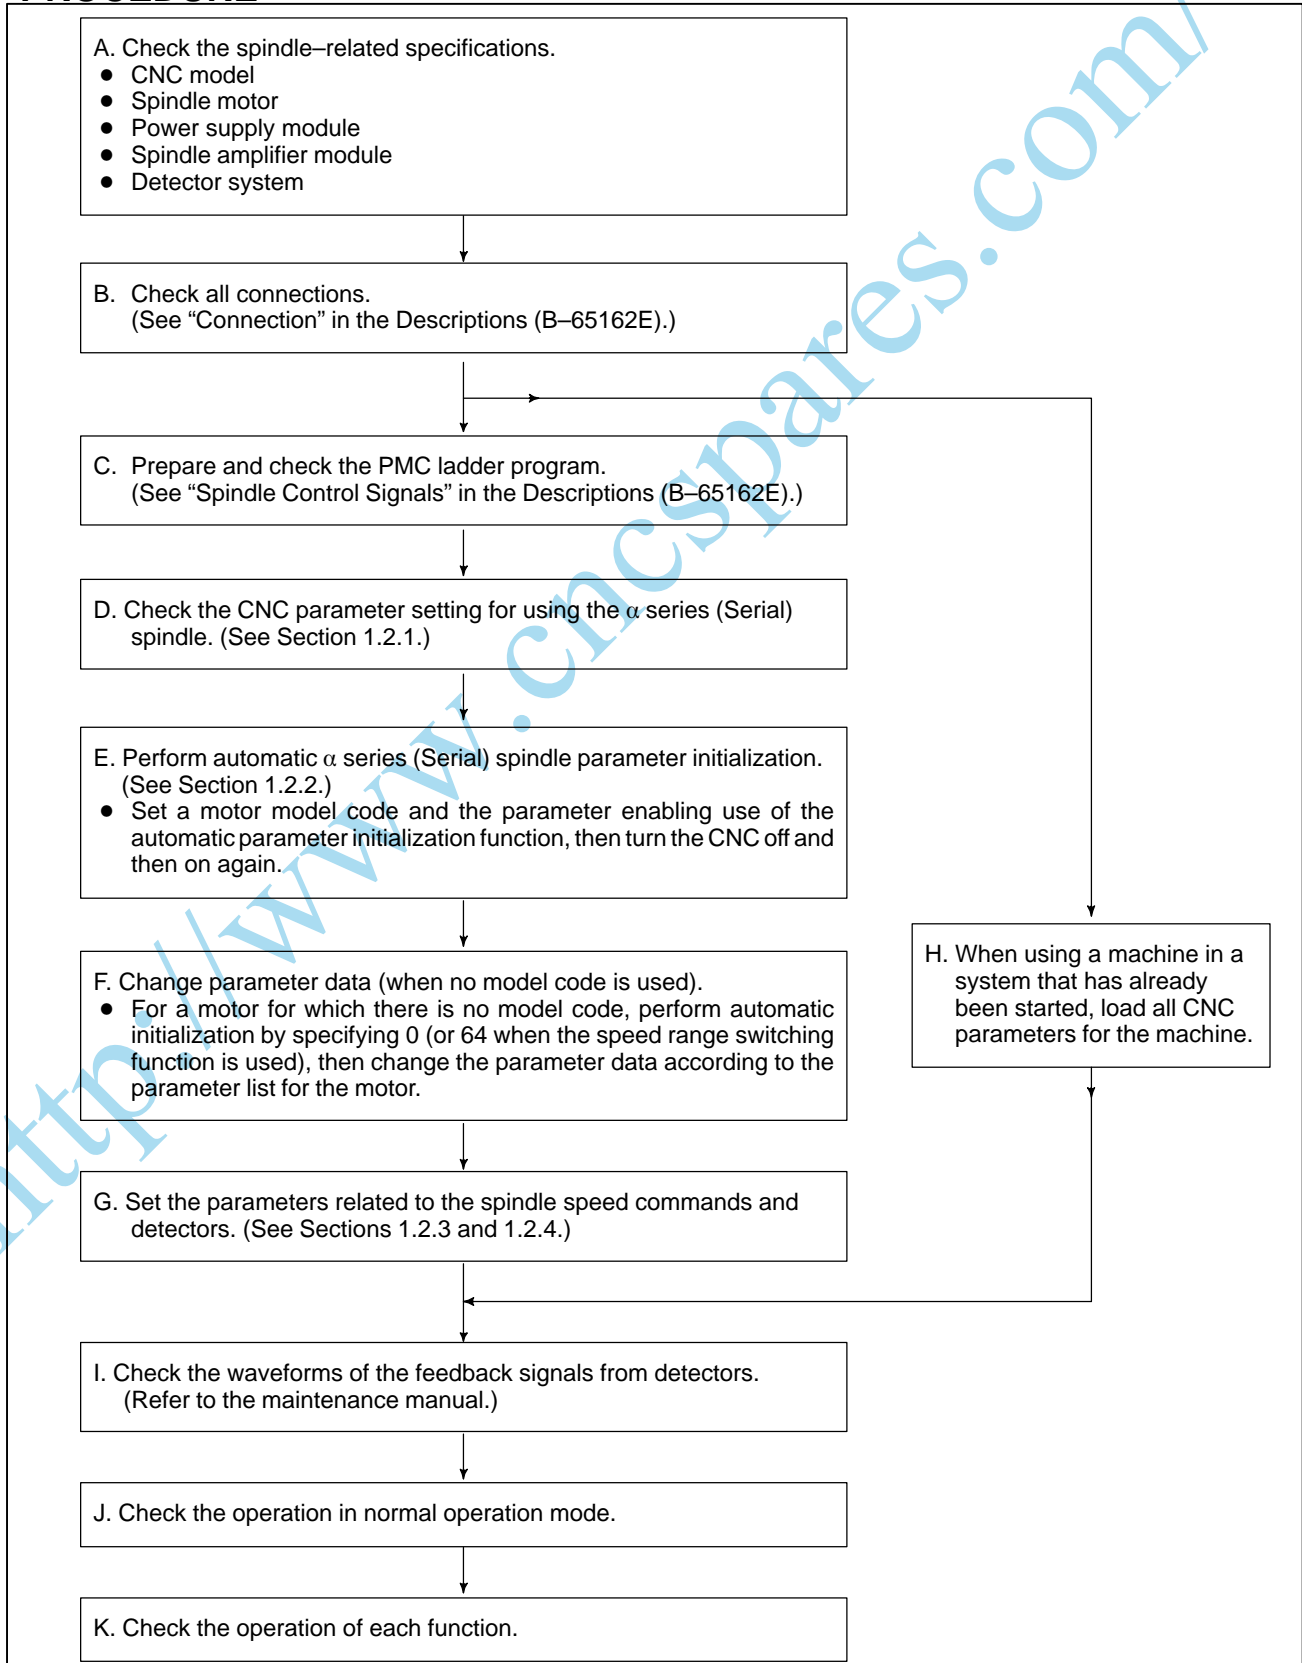 PROCEDURE
A. Check the spindle–related specifications.
● CNC model
● Spindle motor
● Power supply module
● Spindle amplifier module
● Detector system
B. Check all connections.
(See “Connection” in the Descriptions (B–65162E).)
C. Prepare and check the PMC ladder program.
(See “Spindle Control Signals” in the Descriptions (B–65162E).)
D. Check the CNC parameter setting for using the α series (Serial)
spindle. (See Section 1.2.1.)
E. Perform automatic α series (Serial) spindle parameter initialization.
(See Section 1.2.2.)
● Set a motor model code and the parameter enabling use of the
automatic parameter initialization function, then turn the CNC off and
then on again.
F. Change parameter data (when no model code is used).
● For a motor for which there is no model code, perform automatic
initialization by specifying 0 (or 64 when the speed range switching
function is used), then change the parameter data according to the
parameter list for the motor.
H. When using a machine in a
system that has already
been started, load all CNC
parameters for the machine.
G. Set the parameters related to the spindle speed commands and
detectors. (See Sections 1.2.3 and 1.2.4.)
I. Check the waveforms of the feedback signals from detectors.
(Refer to the maintenance manual.)
J. Check the operation in normal operation mode.
K. Check the operation of each function.
http://www.cncspares.com/